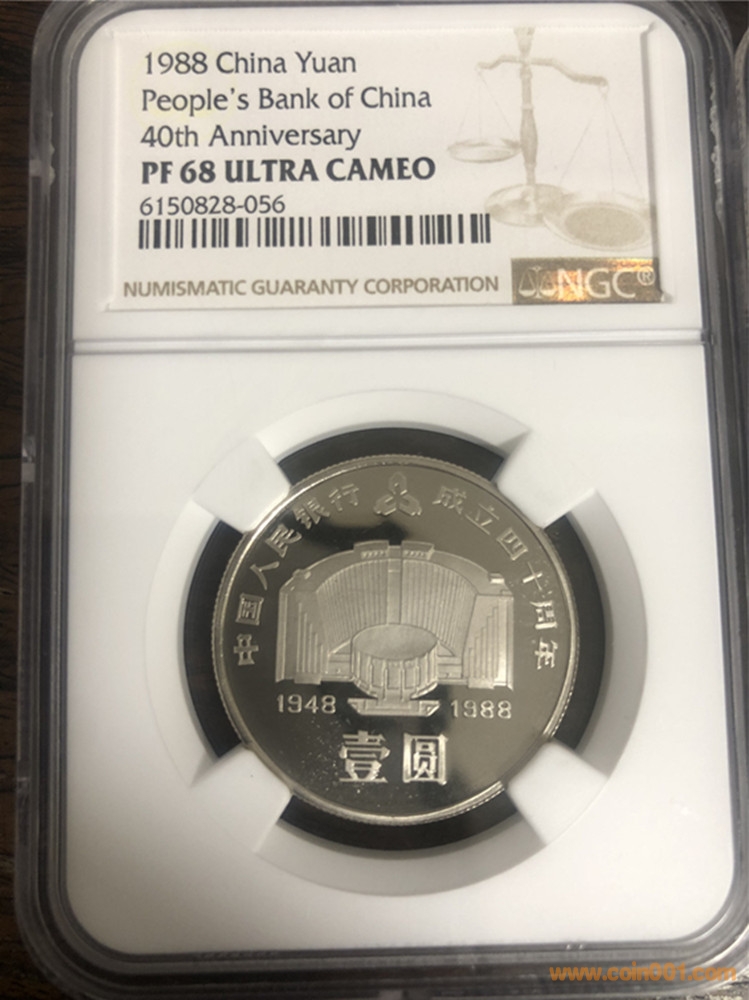 1988 China Yuan
People's Bank of China
40th Anniversary
PF 68 ULTRA CAMEO
6150828-056
NUMISMATIC GUARANTY CORPORATION NGC®
中国人民银行 成立四十周年
1948 1988
壹圆
www.coin001.com